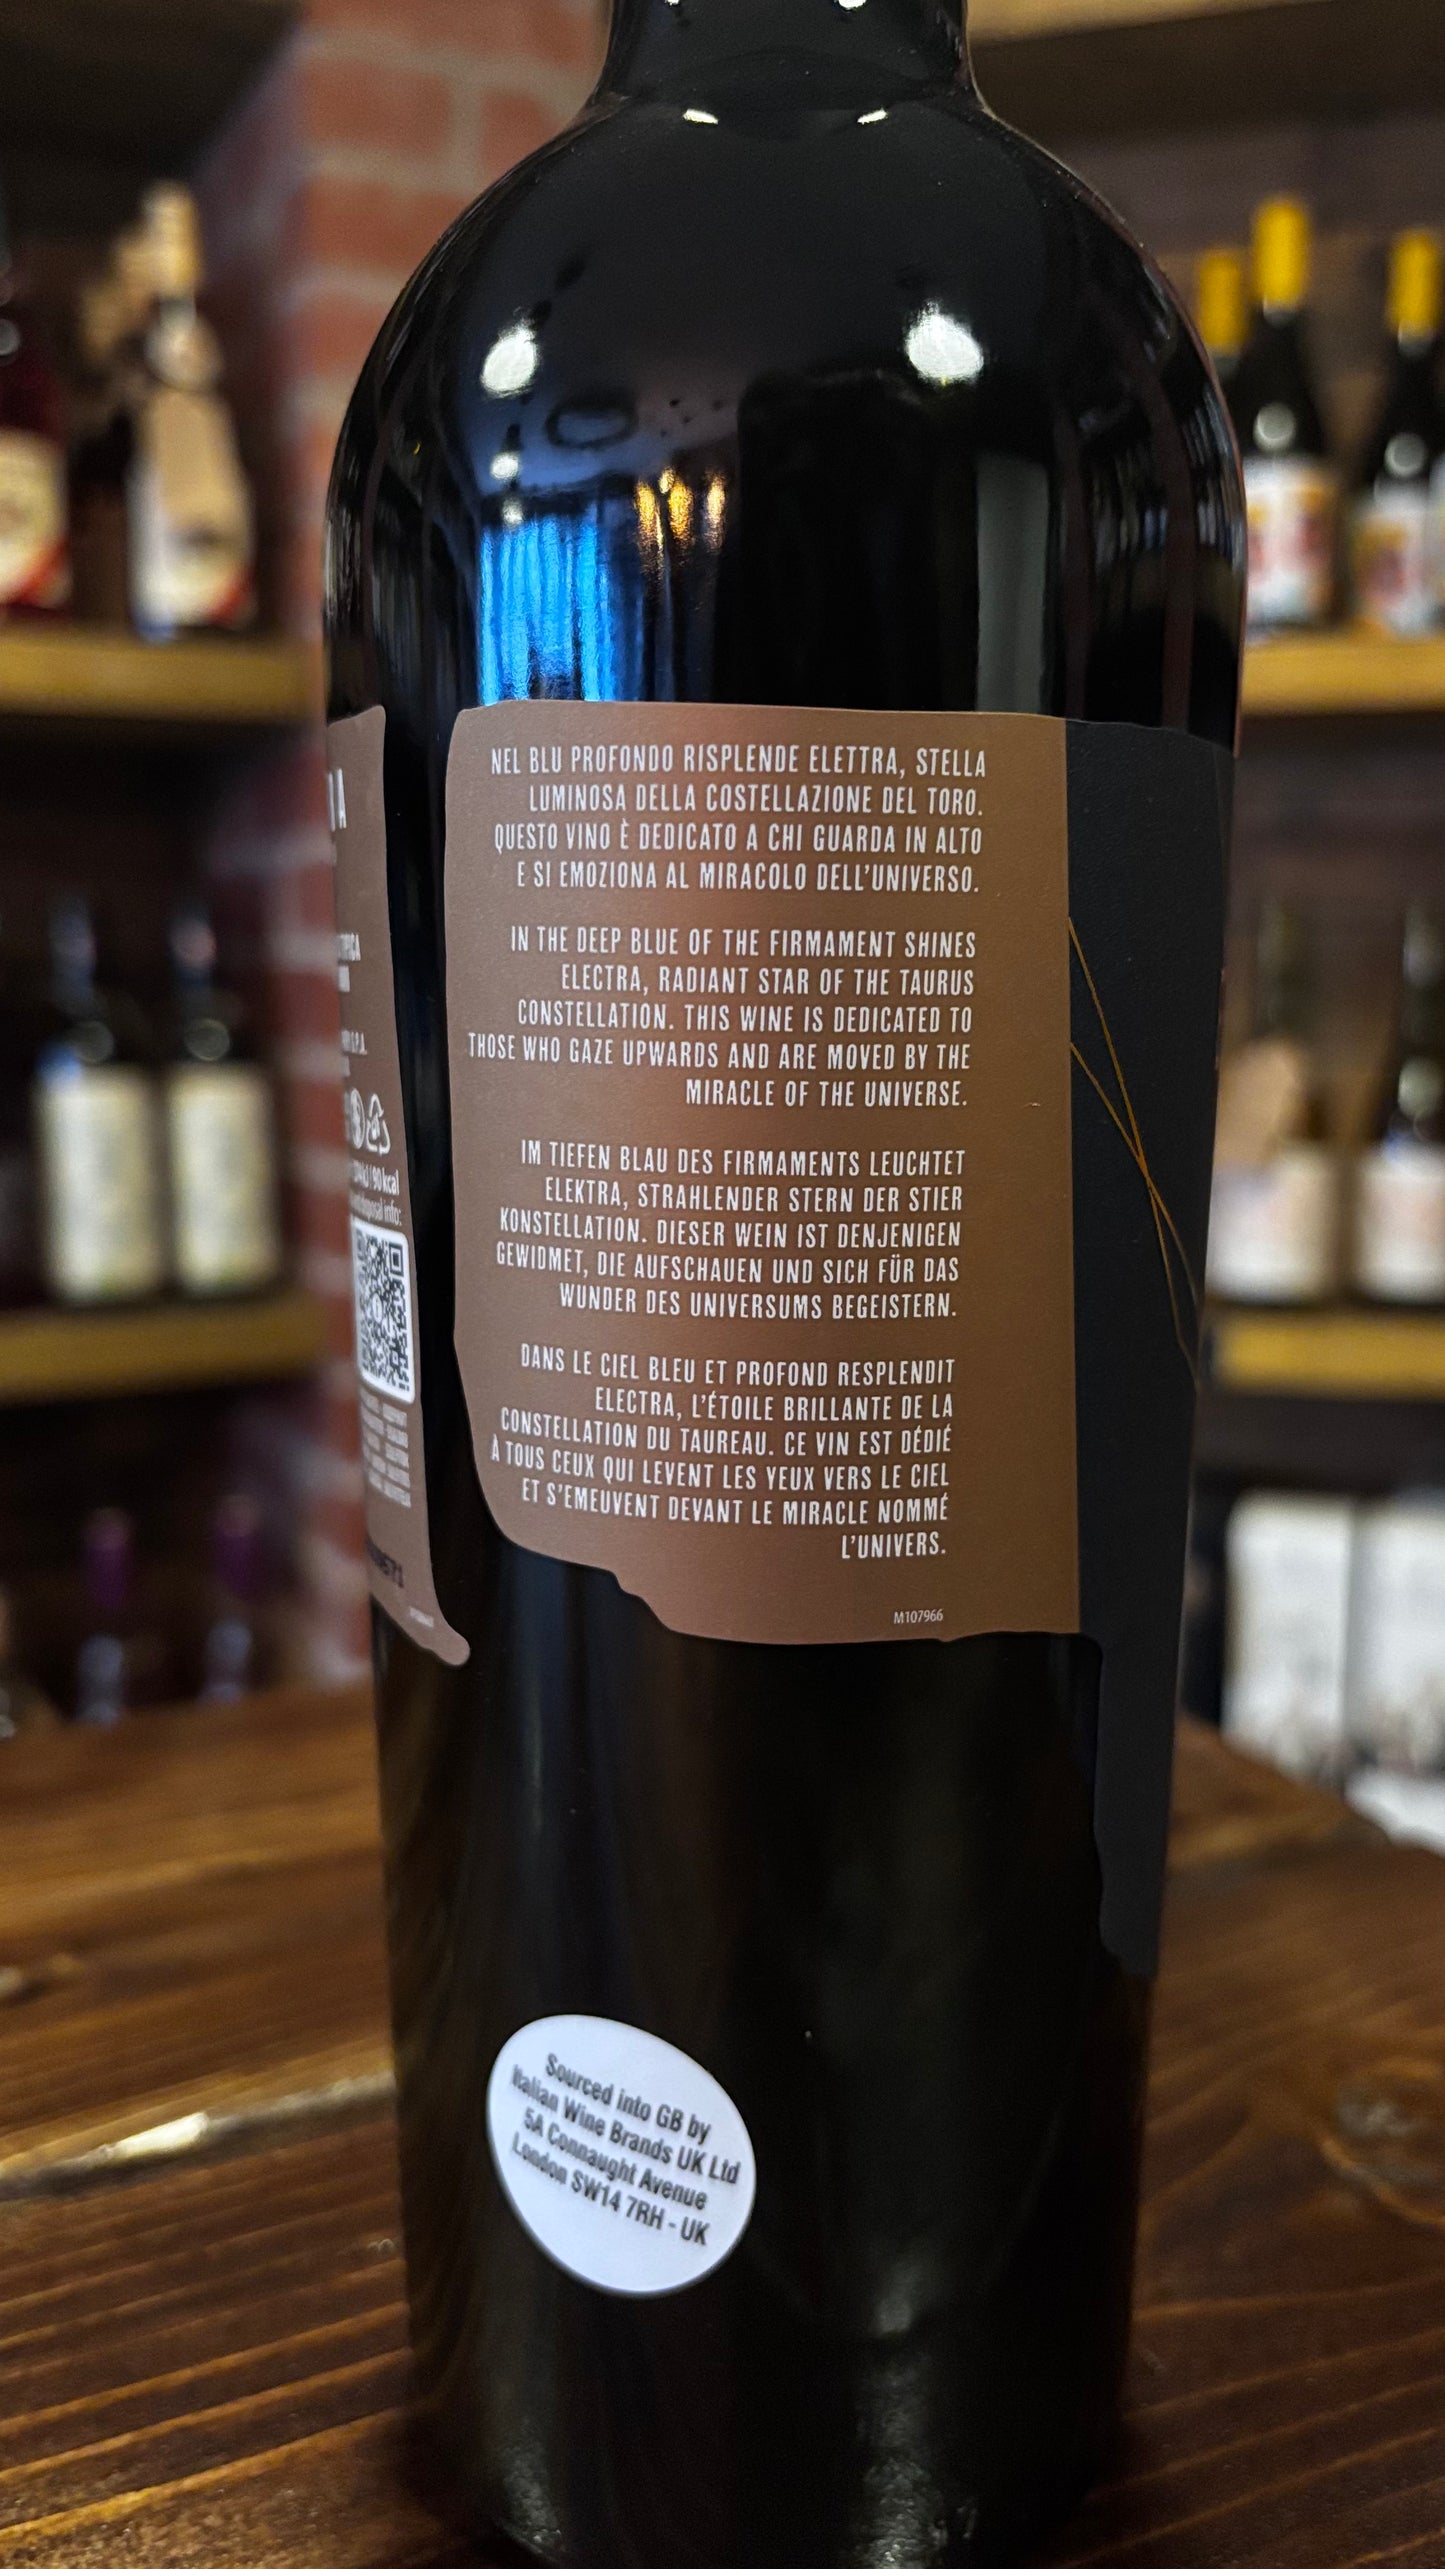 NEL BLU PROFONDO RISPLENDE ELETTRA, STELLA
LUMINOSA DELLA COSTELLAZIONE DEL TORO.
QUESTO VINO È DEDICATO A CHI GUARDA IN ALTO
E SI EMOZIONA AL MIRACOLO DELL'UNIVERSO.
IN THE DEEP BLUE OF THE FIRMAMENT SHINES
ELECTRA, RADIANT STAR OF THE TAURUS
CONSTELLATION. THIS WINE IS DEDICATED TO
THOSE WHO GAZE UPWARDS AND ARE MOVED BY THE
MIRACLE OF THE UNIVERSE.
IM TIEFEN BLAU DES FIRMAMENTS LEUCHTET
ELEKTRA, STRAHLENDER STERN DER STIER
KONSTELLATION. DIESER WEIN IST DENJENIGEN
GEWIDMET, DIE AUFSCHAUEN UND SICH FÜR DAS
WUNDER DES UNIVERSUMS BEGEISTERN.
DANS LE CIEL BLEU ET PROFOND RESPLENDIT
ELECTRA, L'ÉTOILE BRILLANTE DE LA
CONSTELLATION DU TAUREAU. CE VIN EST DÉDIÉ
À TOUS CEUX QUI LEVENT LES YEUX VERS LE CIEL
ET S'EMEUVENT DEVANT LE MIRACLE NOMMÉ
L'UNIVERS.
M107966
90 kcal
info:
Sourced into GB by
Italian Wine Brands UK Ltd
5A Connaught Avenue
London SW14 7RH - UK